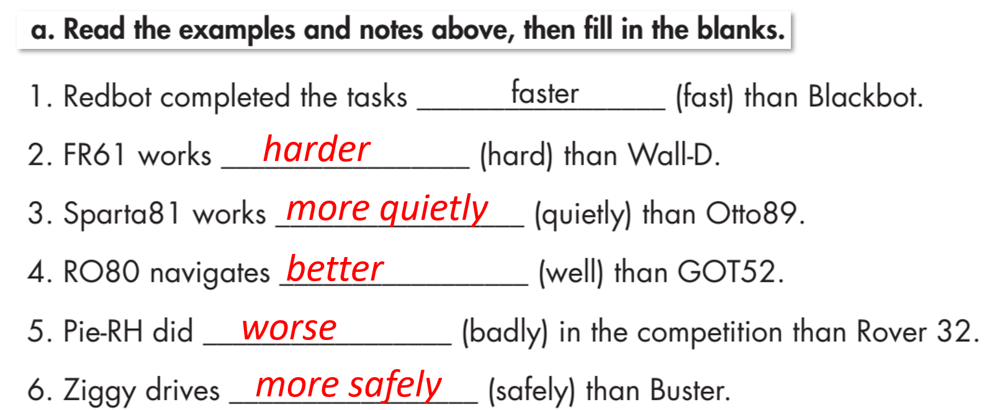 a. Read the examples and notes above, then fill in the blanks.
1. Redbot completed the tasks faster (fast) than Blackbot.
2. FR61 works harder (hard) than Wall-D.
3. Sparta81 works more quietly (quietly) than Otto89.
4. RO80 navigates better (well) than GOT52.
5. Pie-RH did worse (badly) in the competition than Rover 32.
6. Ziggy drives more safely (safely) than Buster.